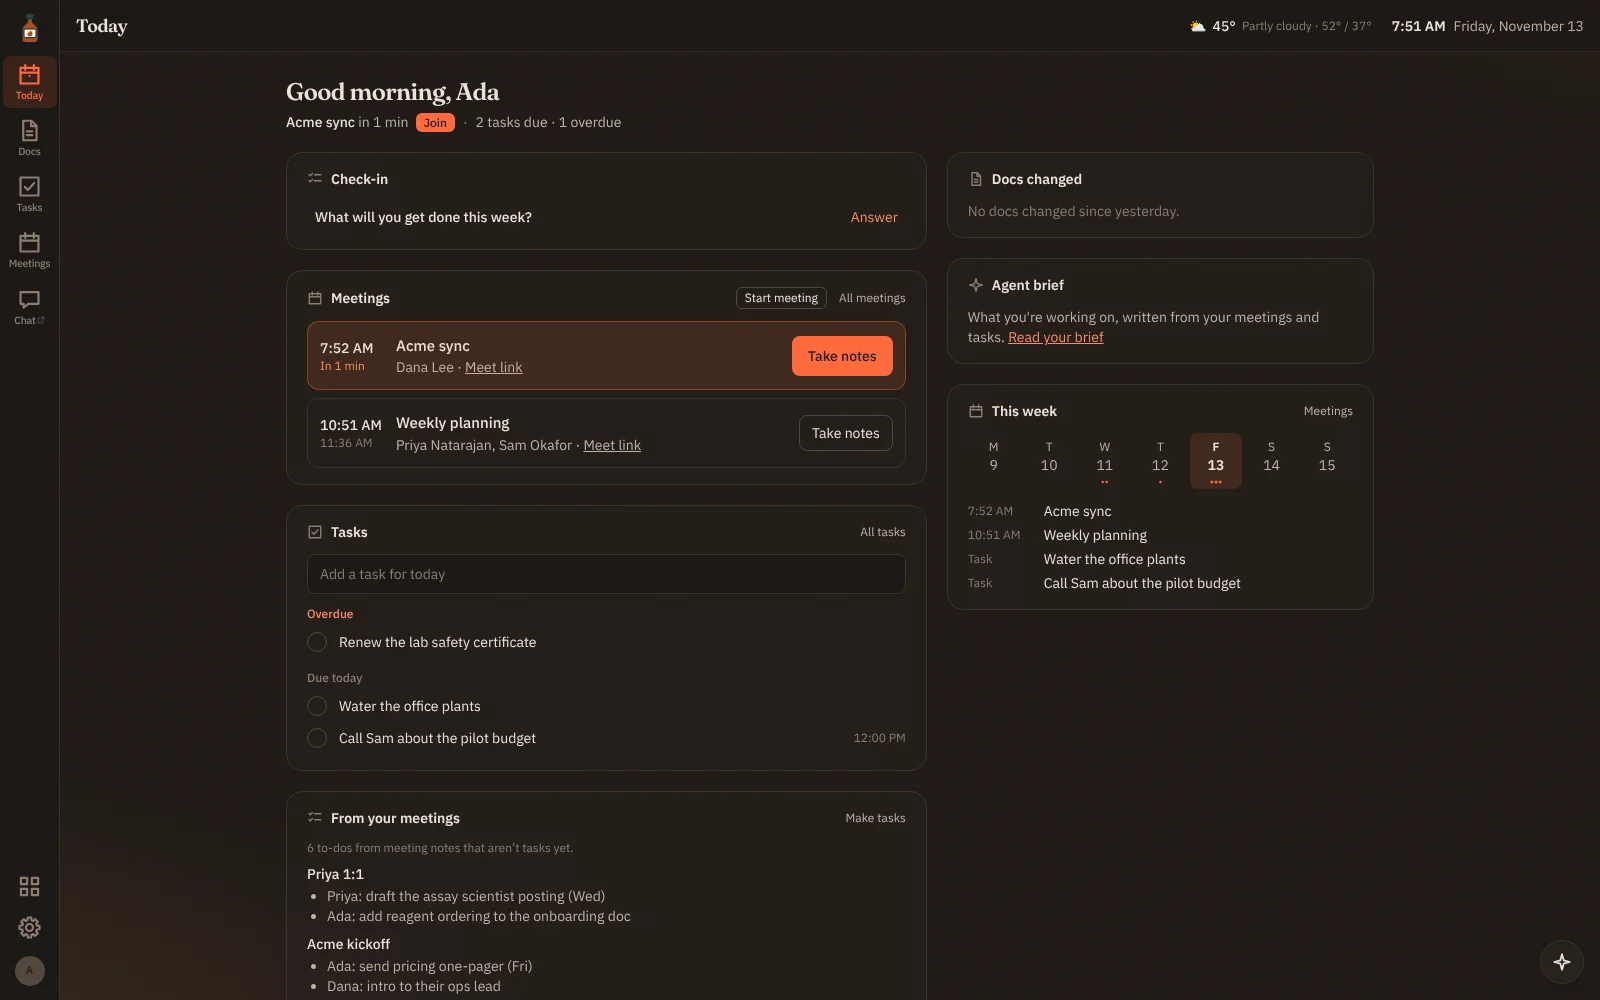 Today
45° Partly cloudy · 52° / 37° 7:51 AM Friday, November 13
Today
Docs
Tasks
Meetings
Chat
A
Good morning, Ada
Acme sync in 1 min Join · 2 tasks due · 1 overdue
Check-in
What will you get done this week? Answer
Meetings Start meeting All meetings
7:52 AM Acme sync
In 1 min Dana Lee · Meet link
Take notes
10:51 AM Weekly planning
11:36 AM Priya Natarajan, Sam Okafor · Meet link
Take notes
Tasks All tasks
Add a task for today
Overdue
Renew the lab safety certificate
Due today
Water the office plants
Call Sam about the pilot budget 12:00 PM
From your meetings Make tasks
6 to-dos from meeting notes that aren't tasks yet.
Priya 1:1
• Priya: draft the assay scientist posting (Wed)
• Ada: add reagent ordering to the onboarding doc
Acme kickoff
• Ada: send pricing one-pager (Fri)
• Dana: intro to their ops lead
Docs changed
No docs changed since yesterday.
Agent brief
What you're working on, written from your meetings and
tasks. Read your brief
This week Meetings
M T W T F S S
9 10 11 12 13 14 15
7:52 AM Acme sync
10:51 AM Weekly planning
Task Water the office plants
Task Call Sam about the pilot budget